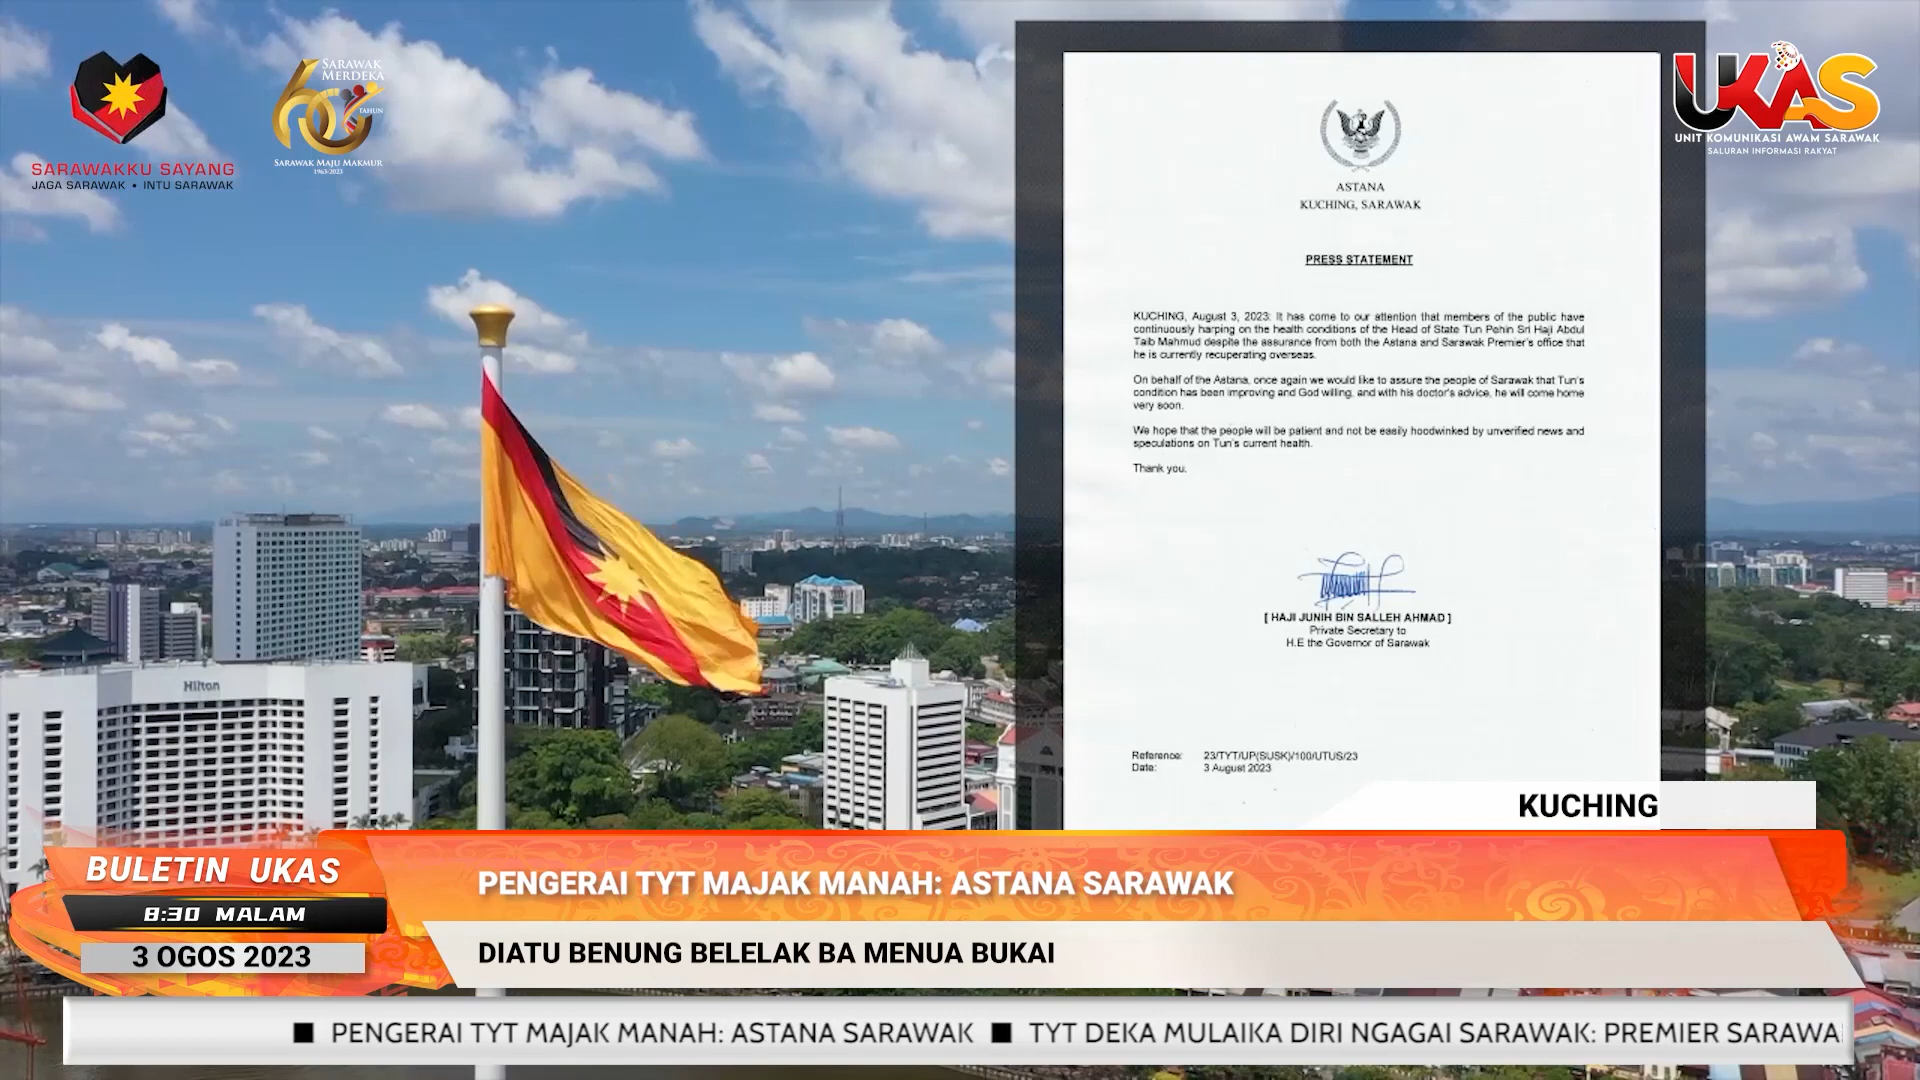 SARAWAKKU SAYANG
JAGA SARAWAK • INTU SARAWAK
SARAWAK
MERDEKA
60
TAHUN
SARAWAK MAJU MAKMUR
1963-2023
UKAS
UNIT KOMUNIKASI AWAM SARAWAK
SALURAN INFORMASI RAKYAT
ASTANA
KUCHING, SARAWAK
PRESS STATEMENT
KUCHING, August 3, 2023: It has come to our attention that members of the public have
continuously harping on the health conditions of the Head of State Tun Pehin Sri Haji Abdul
Taib Mahmud despite the assurance from both the Astana and Sarawak Premier's office that
he is currently recuperating overseas.
On behalf of the Astana, once again we would like to assure the people of Sarawak that Tun's
condition has been improving and God willing, and with his doctor's advice, he will come home
very soon.
We hope that the people will be patient and not be easily hoodwinked by unverified news and
speculations on Tun's current health.
Thank you.
[ HAJI JUNIH BIN SALLEH AHMAD ]
Private Secretary to
H.E the Governor of Sarawak
Reference: 23/TYT/UP(SUSK)/100/UTUS/23
Date: 3 August 2023
Hilton
KUCHING
BULETIN UKAS
8:30 MALAM
3 OGOS 2023
PENGERAI TYT MAJAK MANAH: ASTANA SARAWAK
DIATU BENUNG BELELAK BA MENUA BUKAI
■ PENGERAI TYT MAJAK MANAH: ASTANA SARAWAK ■ TYT DEKA MULAIKA DIRI NGAGAI SARAWAK: PREMIER SARAWA